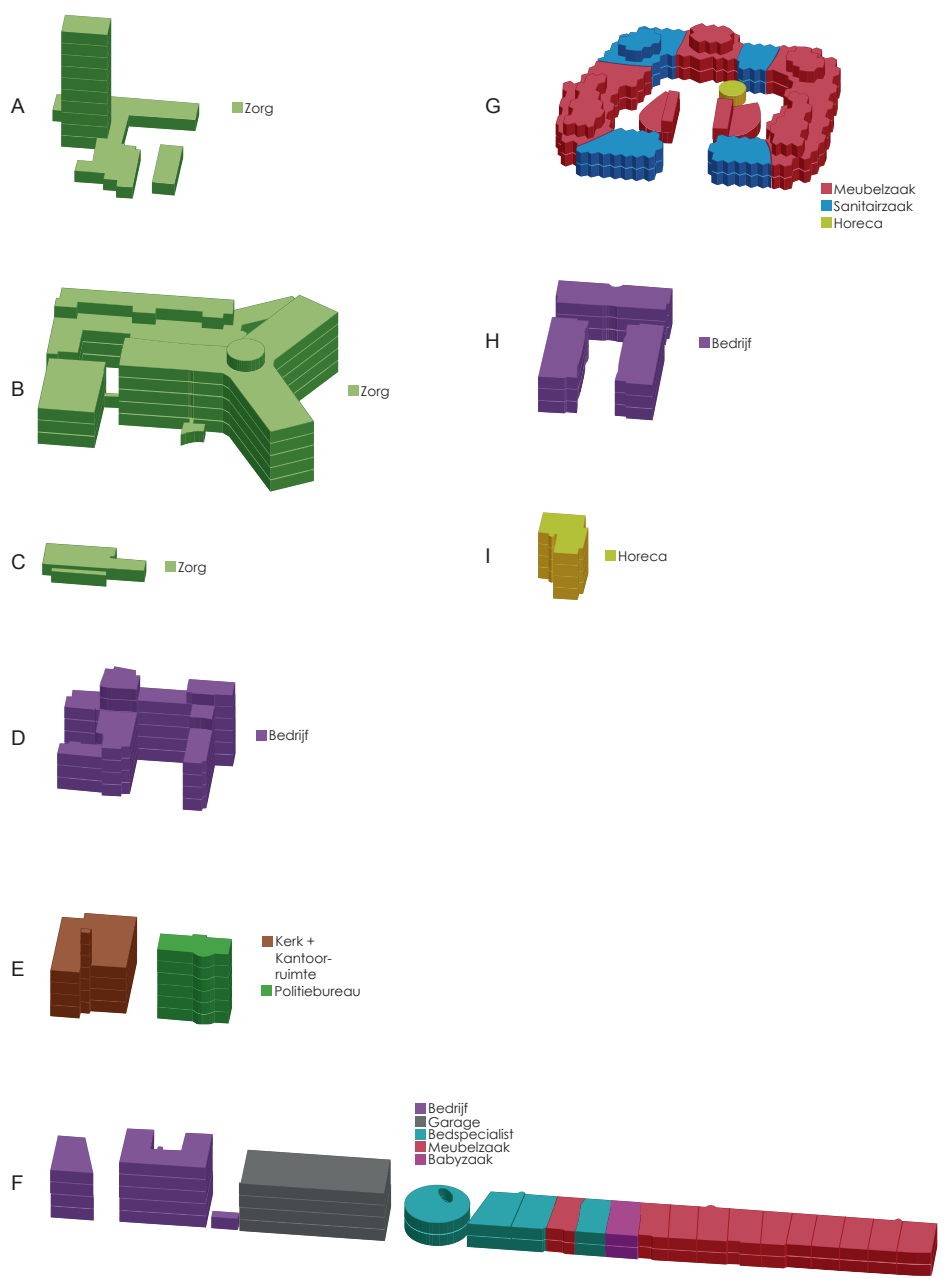 A
Zorg
B
Zorg
C
Zorg
D
Bedrijf
E
Kerk +
Kantoor-
ruimte
Politiebureau
F
Bedrijf
Garage
Bedspecialist
Meubelzaak
Babyzaak
G
Meubelzaak
Sanitairzaak
Horeca
H
Bedrijf
I
Horeca